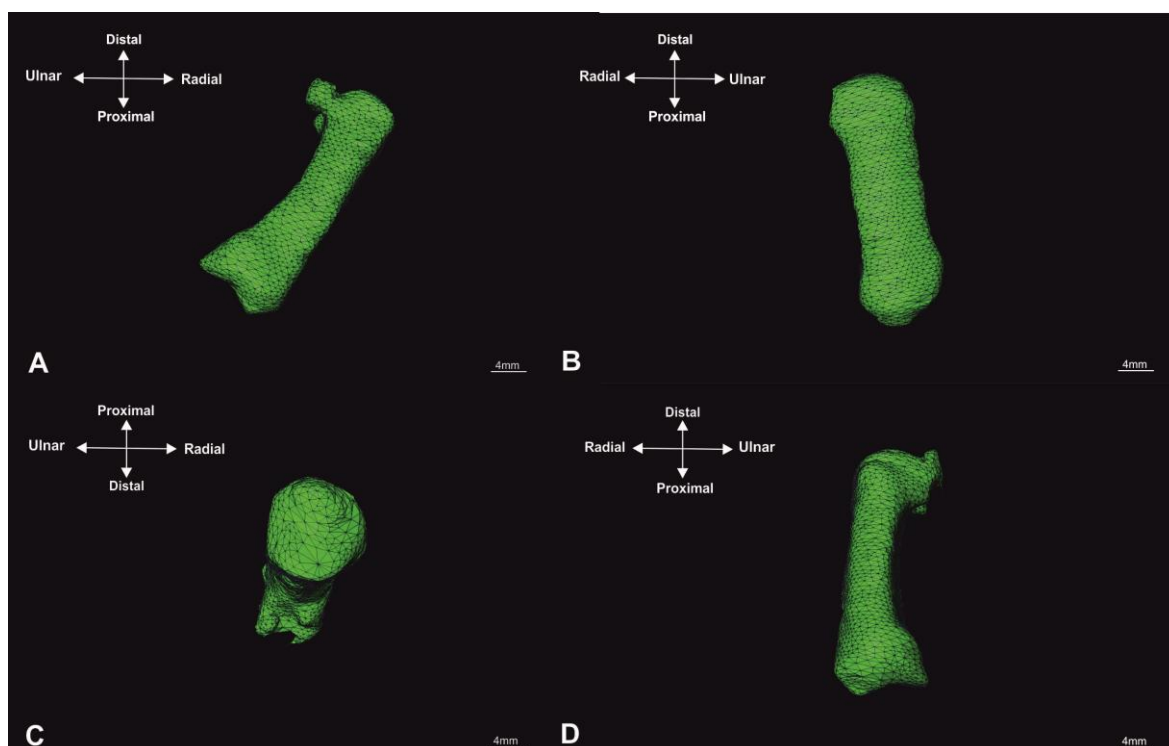 Distal
Ulnar Radial
Proximal
A
4mm
Distal
Radial Ulnar
Proximal
B
4mm
Proximal
Ulnar Radial
Distal
C
4mm
Distal
Radial Ulnar
Proximal
D
4mm